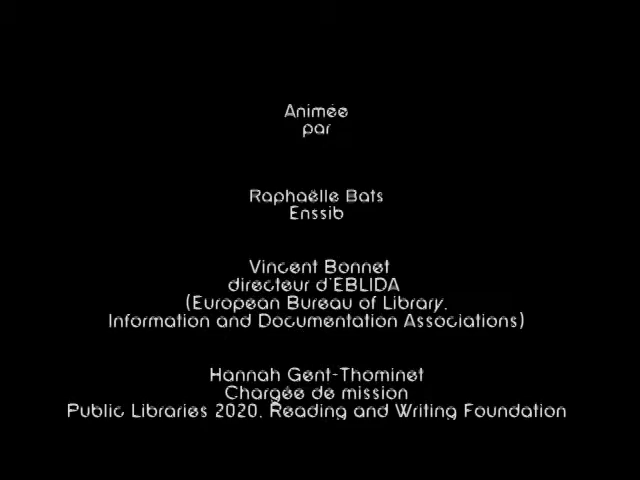 Animée
par
Raphaëlle Bats
Enssib
Vincent Bonnet
directeur d'EBLIDA
(European Bureau of Library,
Information and Documentation Associations)
Hannah Gent-Thominet
Chargée de mission
Public Libraries 2020, Reading and Writing Foundation